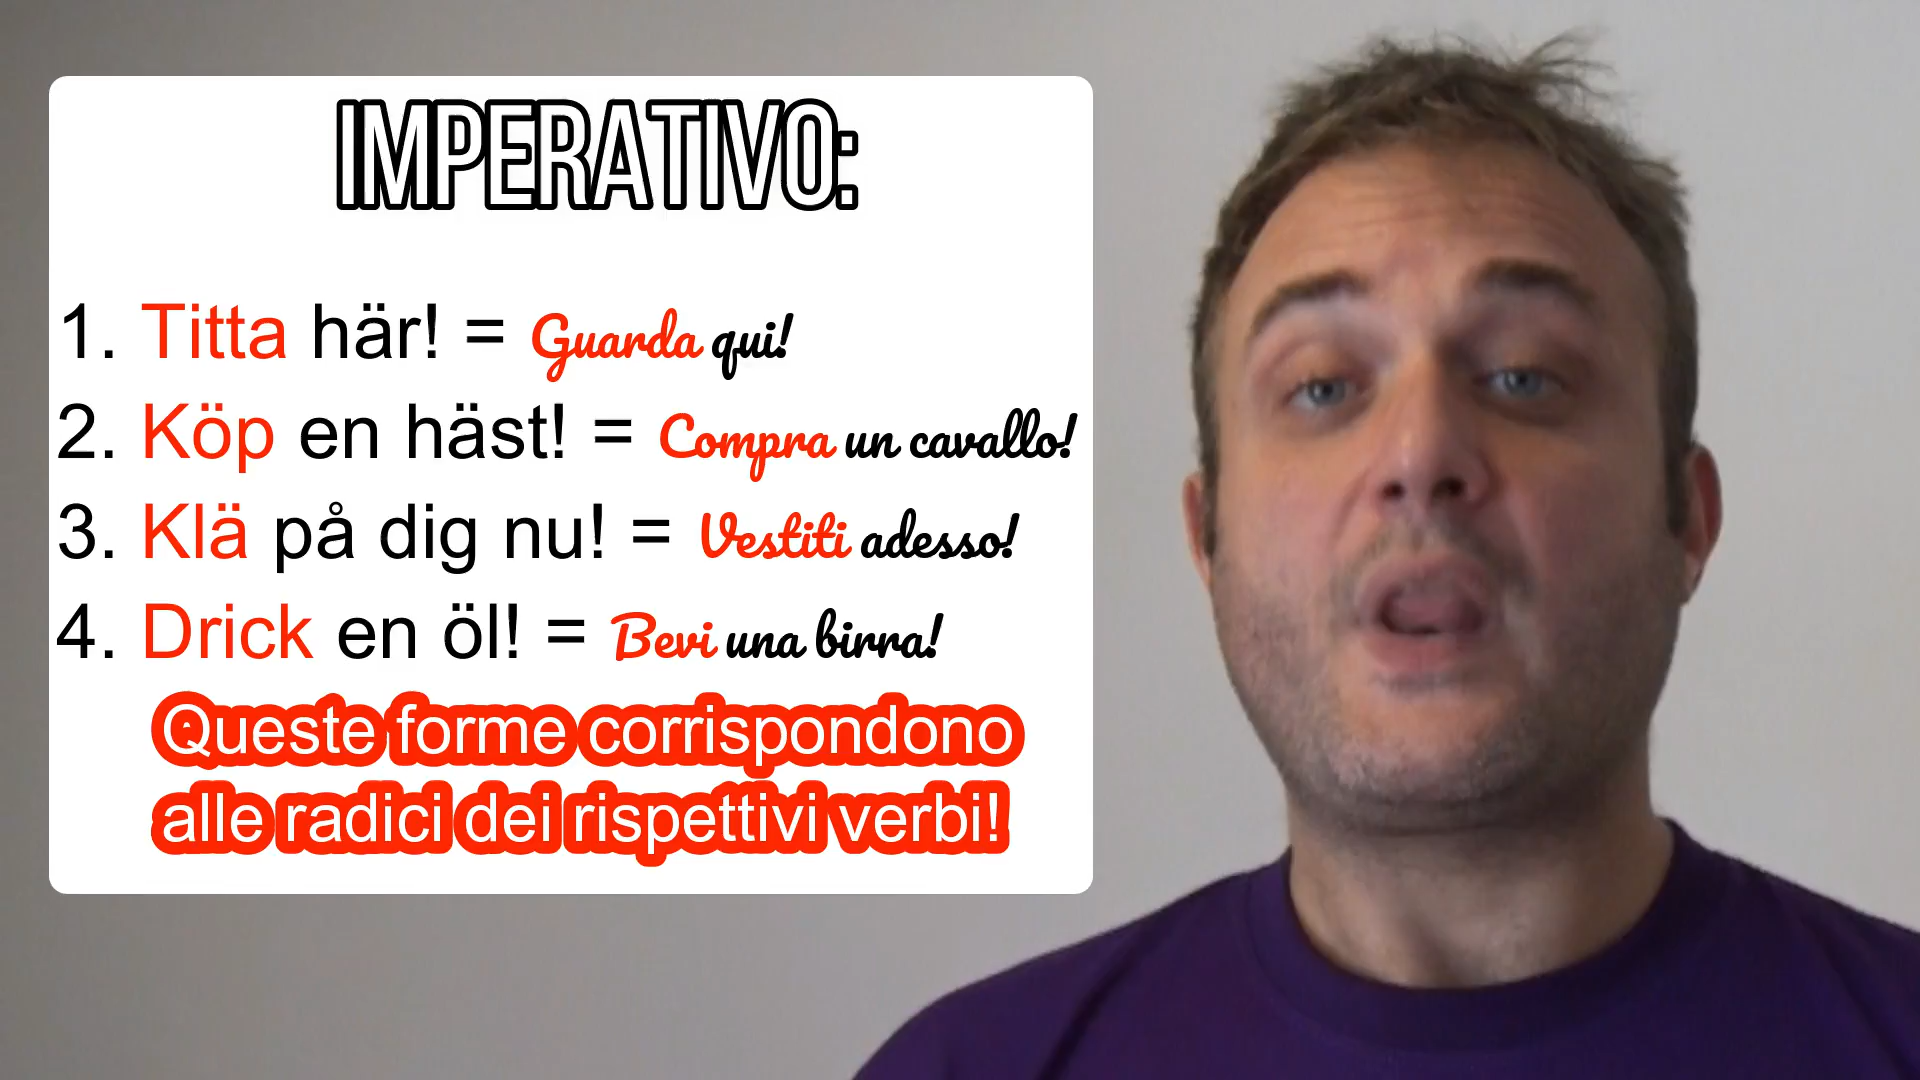 IMPERATIVO:
1. Titta här! = Guarda qui!
2. Köp en häst! = Compra un cavallo!
3. Klä på dig nu! = Vestiti adesso!
4. Drick en öl! = Bevi una birra!
Queste forme corrispondono
alle radici dei rispettivi verbi!